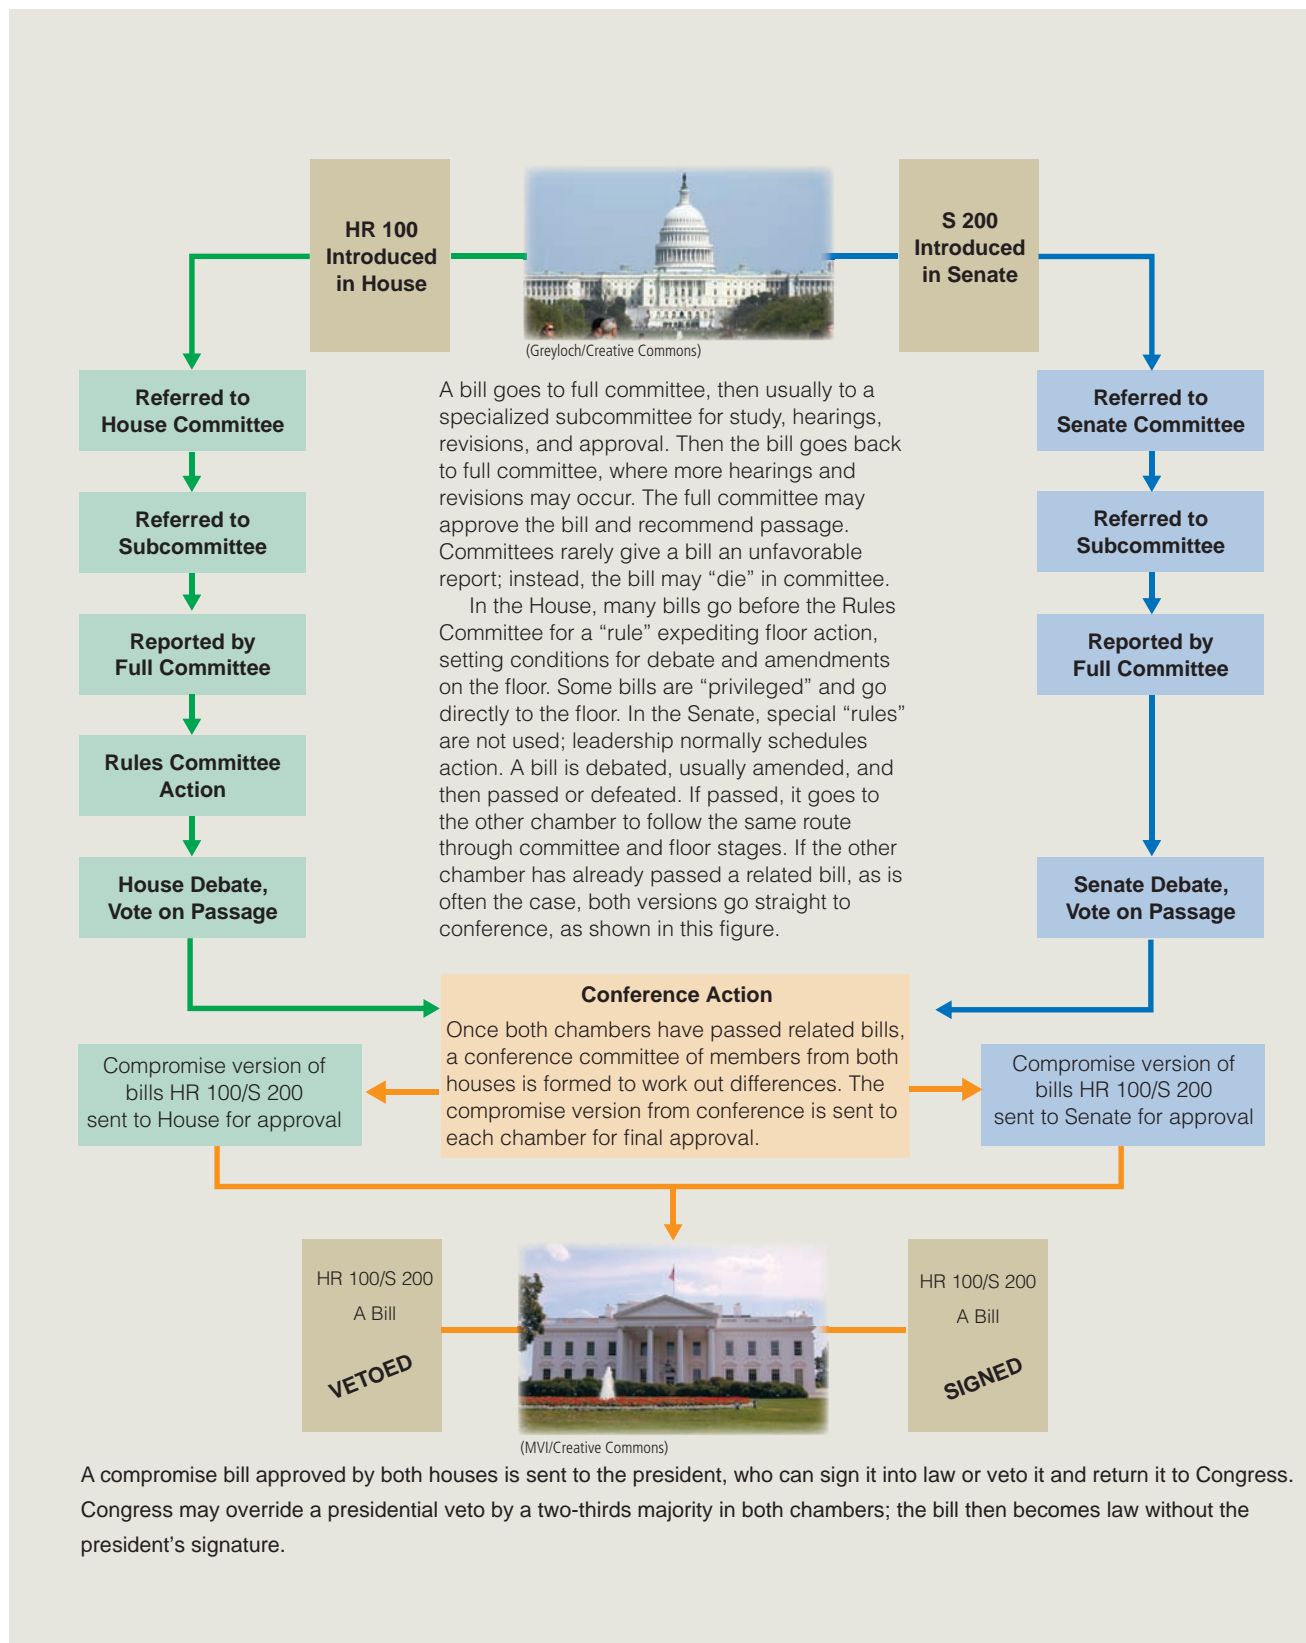 HR 100
Introduced
in House
S 200
Introduced
in Senate
(Greyloch/Creative Commons)
Referred to
House Committee
Referred to
Subcommittee
Reported by
Full Committee
Rules Committee
Action
House Debate,
Vote on Passage
A bill goes to full committee, then usually to a
specialized subcommittee for study, hearings,
revisions, and approval. Then the bill goes back
to full committee, where more hearings and
revisions may occur. The full committee may
approve the bill and recommend passage.
Committees rarely give a bill an unfavorable
report; instead, the bill may “die” in committee.
In the House, many bills go before the Rules
Committee for a “rule” expediting floor action,
setting conditions for debate and amendments
on the floor. Some bills are “privileged” and go
directly to the floor. In the Senate, special “rules”
are not used; leadership normally schedules
action. A bill is debated, usually amended, and
then passed or defeated. If passed, it goes to
the other chamber to follow the same route
through committee and floor stages. If the other
chamber has already passed a related bill, as is
often the case, both versions go straight to
conference, as shown in this figure.
Referred to
Senate Committee
Referred to
Subcommittee
Reported by
Full Committee
Senate Debate,
Vote on Passage
Conference Action
Once both chambers have passed related bills,
a conference committee of members from both
houses is formed to work out differences. The
compromise version from conference is sent to
each chamber for final approval.
Compromise version of
bills HR 100/S 200
sent to House for approval
Compromise version of
bills HR 100/S 200
sent to Senate for approval
HR 100/S 200
A Bill
VETOED
HR 100/S 200
A Bill
SIGNED
(MVI/Creative Commons)
A compromise bill approved by both houses is sent to the president, who can sign it into law or veto it and return it to Congress.
Congress may override a presidential veto by a two-thirds majority in both chambers; the bill then becomes law without the
president’s signature.